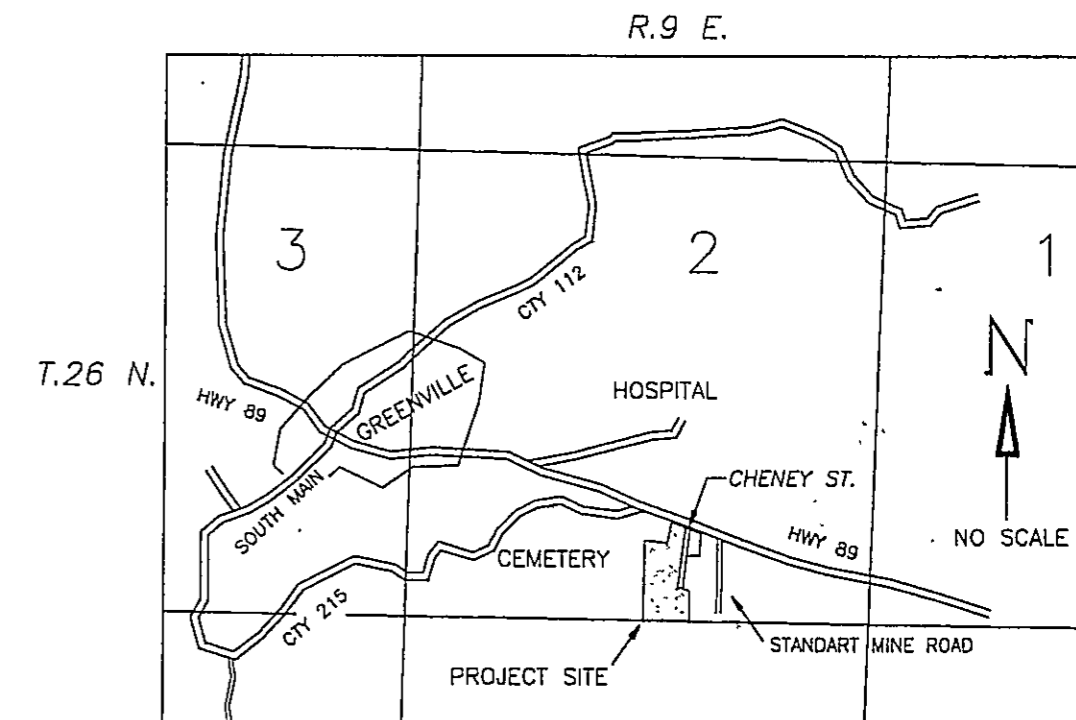 R.9 E.
3
2
1
CTY 112
N
T.26 N.
HWY 89
GREENVILLE
HOSPITAL
SOUTH MAIN
CHENEY ST.
HWY 89
NO SCALE
CEMETERY
CTY 215
STANDART MINE ROAD
PROJECT SITE